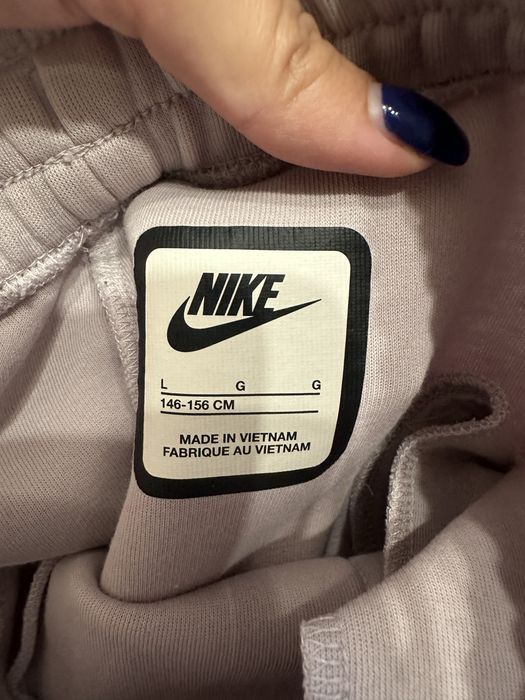 NIKE
L G G
146-156 CM
MADE IN VIETNAM
FABRIQUE AU VIETNAM